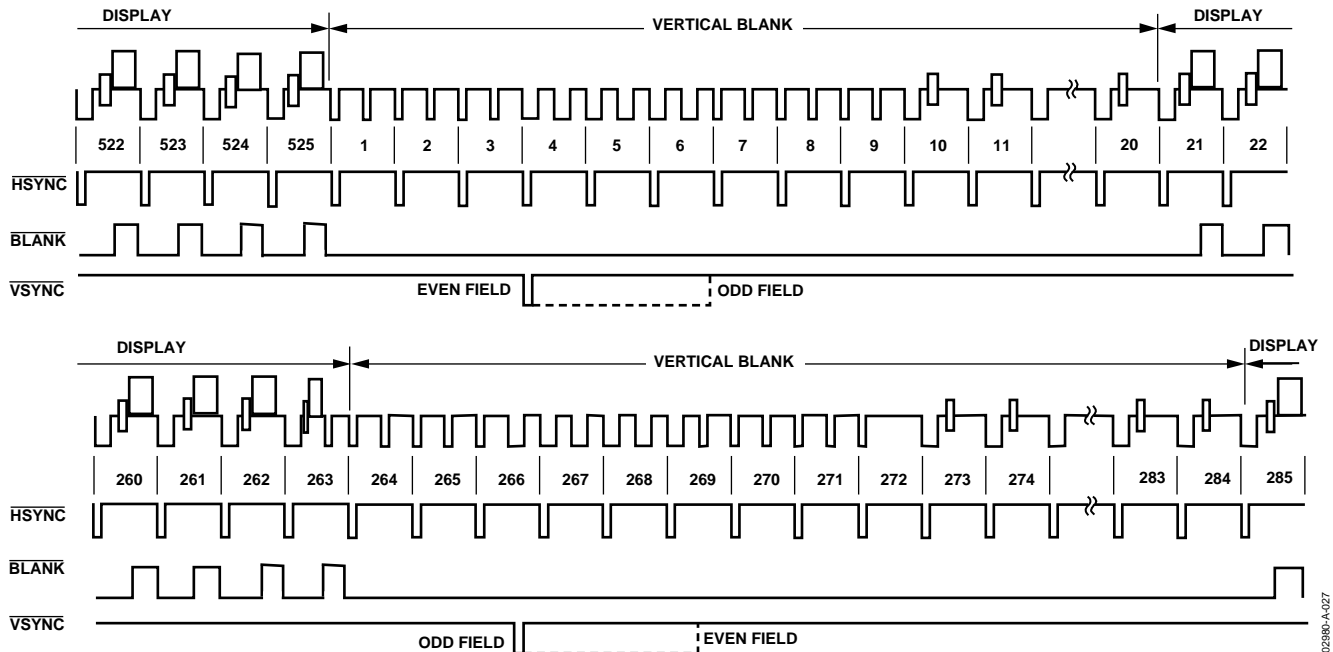 DISPLAY VERTICAL BLANK DISPLAY
522 523 524 525 1 2 3 4 5 6 7 8 9 10 11 20 21 22
HSYNC
BLANK
VSYNC
EVEN FIELD ODD FIELD
DISPLAY VERTICAL BLANK DISPLAY
260 261 262 263 264 265 266 267 268 269 270 271 272 273 274 283 284 285
HSYNC
BLANK
VSYNC
ODD FIELD EVEN FIELD
02980-A-027